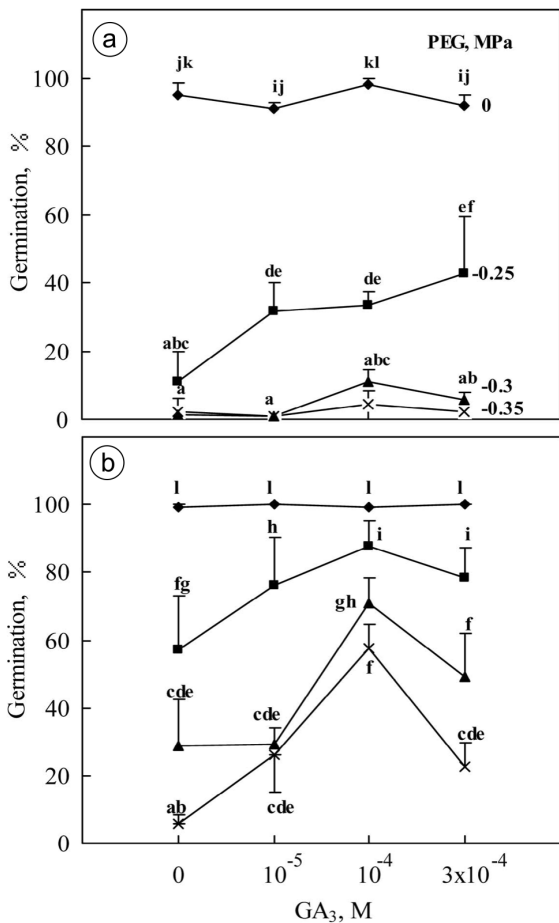 a
PEG, MPa
jk
ij
kl
ij
100
0
80
60
ef
de
de
-0.25
40
abc
20
abc
a
a
ab
-0.3
-0.35
0
Germination, %
b
l
l
l
l
100
h
i
i
80
fg
gh
f
60
cde
cde
f
40
cde
20
ab
cde
0
Germination, %
0
10⁻⁵
10⁻⁴
3x10⁻⁴
GA₃, M